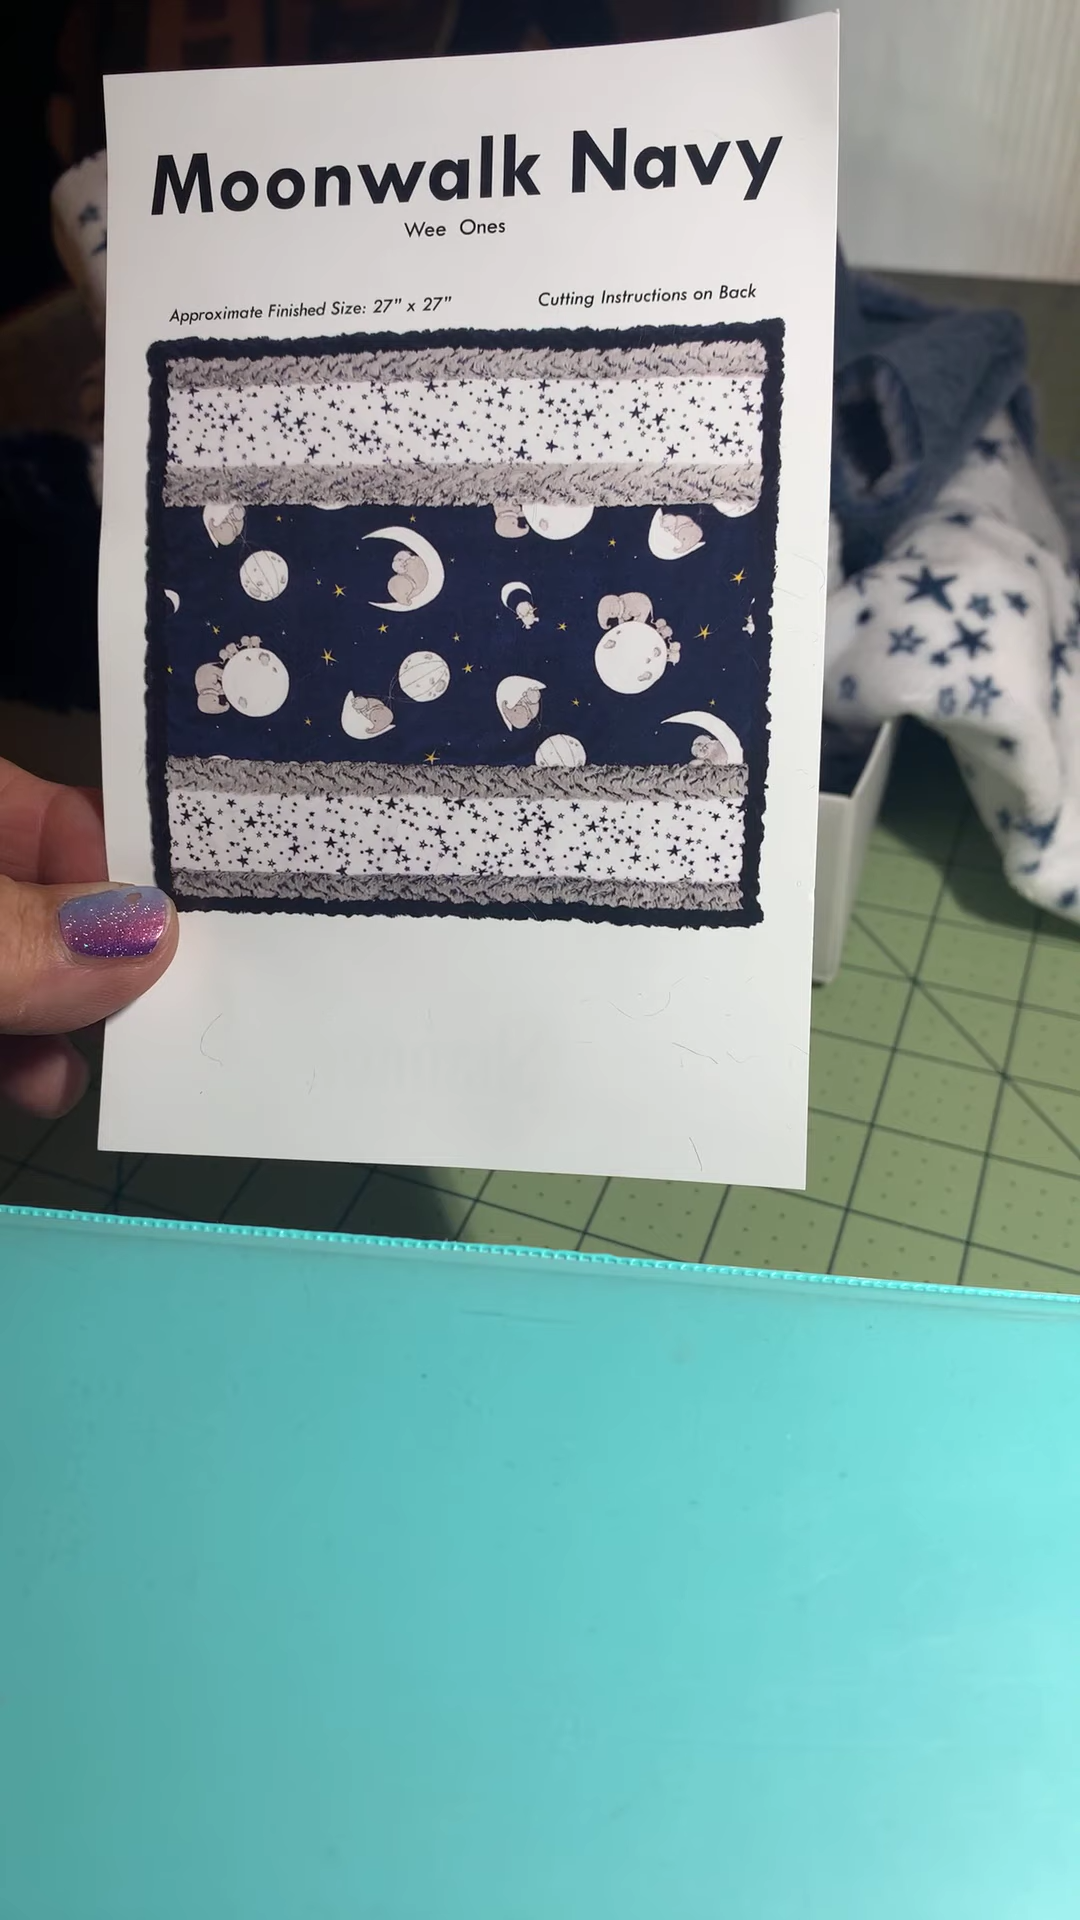 Moonwalk Navy
Wee Ones
Approximate Finished Size: 27" x 27"
Cutting Instructions on Back